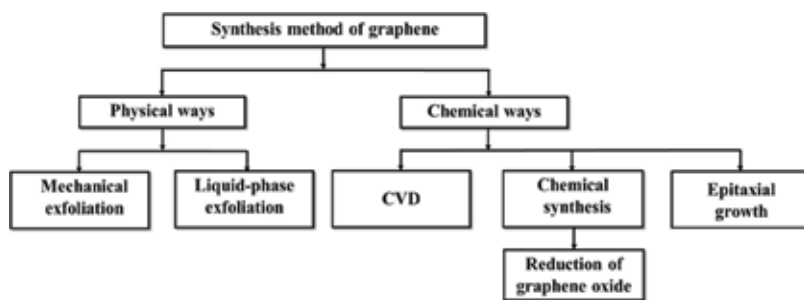 Synthesis method of graphene
Physical ways
Chemical ways
Mechanical
exfoliation
Liquid-phase
exfoliation
CVD
Chemical
synthesis
Epitaxial
growth
Reduction of
graphene oxide